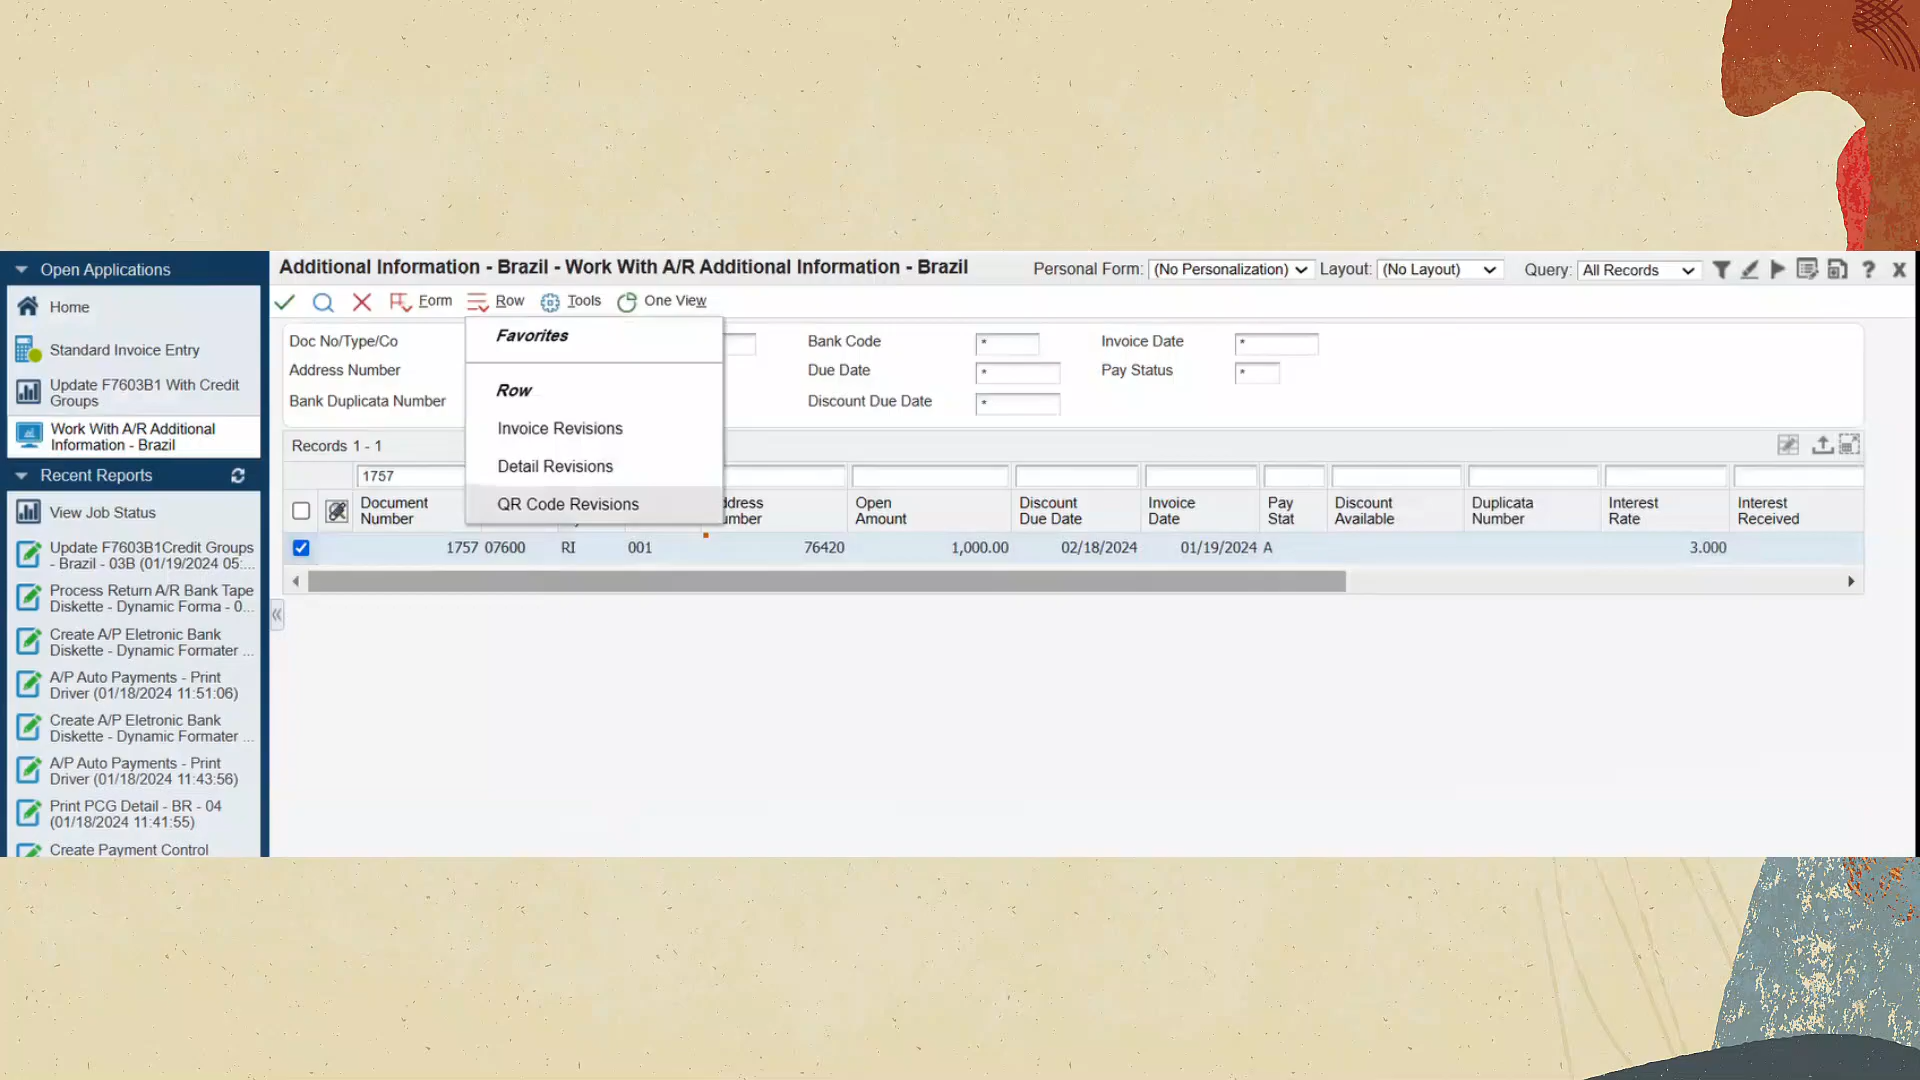 Open Applications
Home
Standard Invoice Entry
Update F7603B1 With Credit
Groups
Work With A/R Additional
Information - Brazil
Recent Reports
View Job Status
Update F7603B1Credit Groups
- Brazil - 03B (01/19/2024 05:...
Process Return A/R Bank Tape
Diskette - Dynamic Forma - 0...
Create A/P Eletronic Bank
Diskette - Dynamic Formater ...
A/P Auto Payments - Print
Driver (01/18/2024 11:51:06)
Create A/P Eletronic Bank
Diskette - Dynamic Formater ...
A/P Auto Payments - Print
Driver (01/18/2024 11:43:56)
Print PCG Detail - BR - 04
(01/18/2024 11:41:55)
Create Payment Control
Additional Information - Brazil - Work With A/R Additional Information - Brazil
Personal Form: (No Personalization) Layout: (No Layout) Query: All Records
Form Row Tools One View
Favorites
Row
Invoice Revisions
Detail Revisions
QR Code Revisions
Doc No/Type/Co
Address Number
Bank Duplicata Number
Bank Code *
Due Date *
Discount Due Date *
Invoice Date *
Pay Status *
Records 1 - 1
1757
Document Number
ddress umber
Open Amount
Discount Due Date
Invoice Date
Pay Stat
Discount Available
Duplicata Number
Interest Rate
Interest Received
1757 07600 RI 001 76420 1,000.00 02/18/2024 01/19/2024 A 3.000